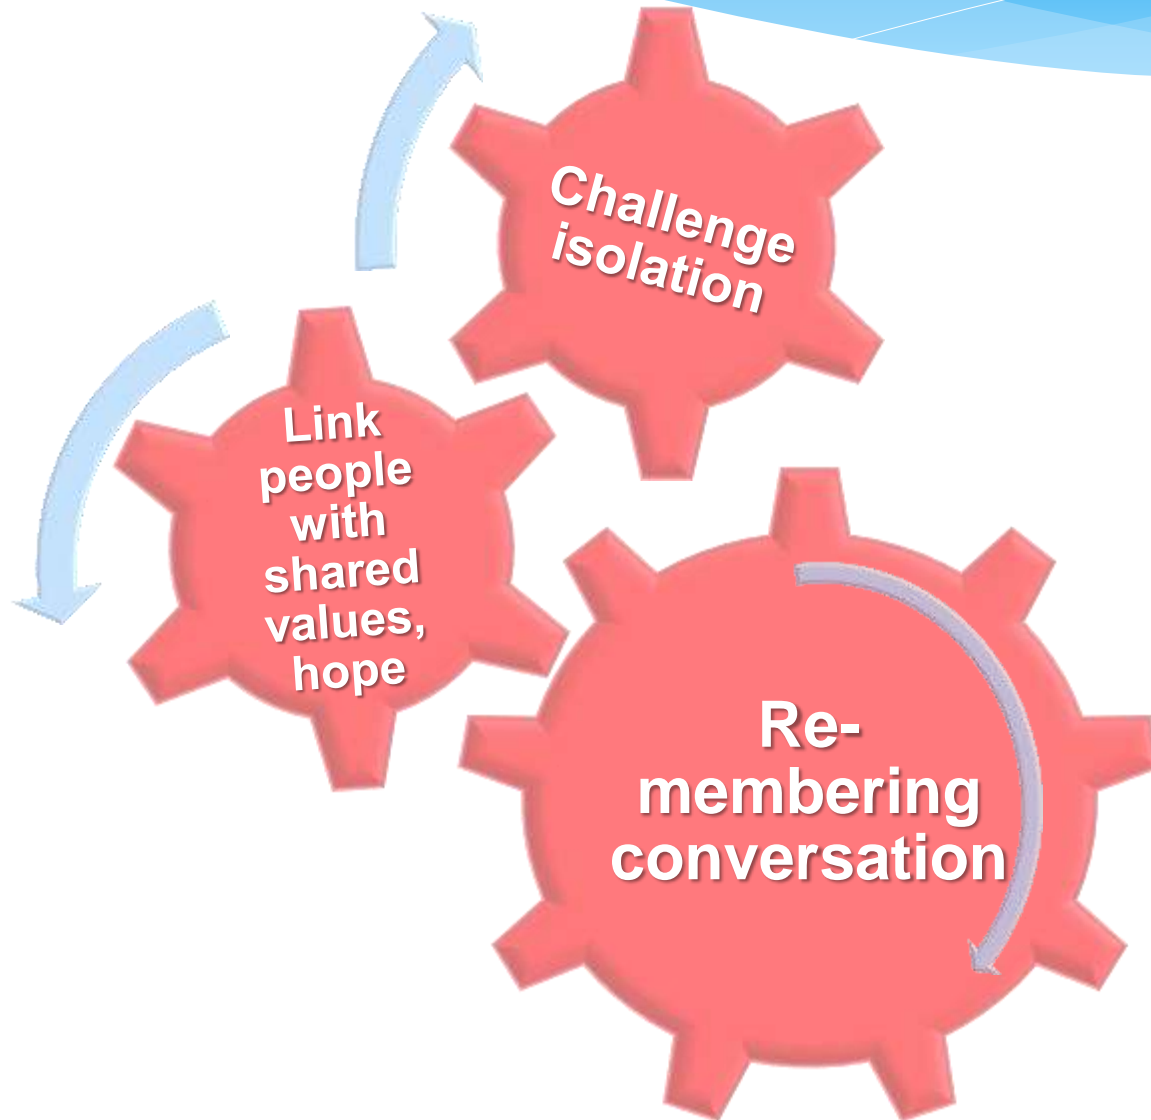 Challenge
isolation
Link
people
with
shared
values,
hope
Re-
membering
conversation